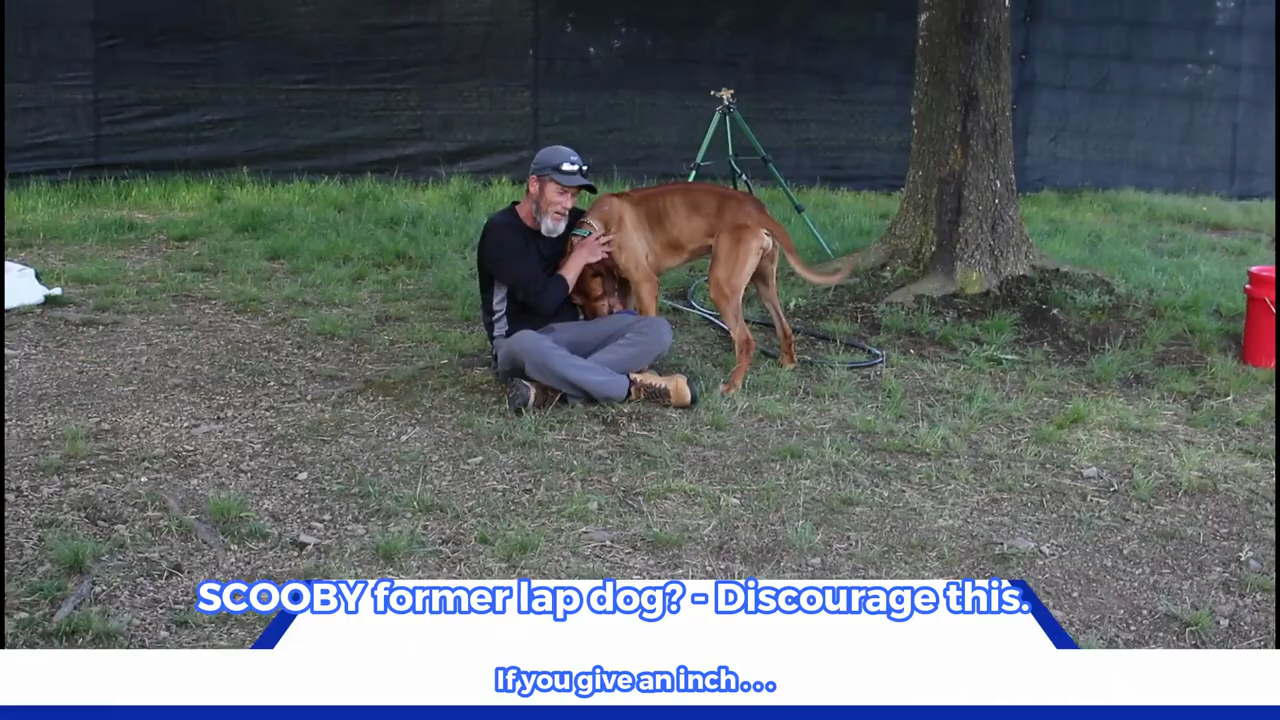 SCOOBY former lap dog? - Discourage this.
If you give an inch . . .